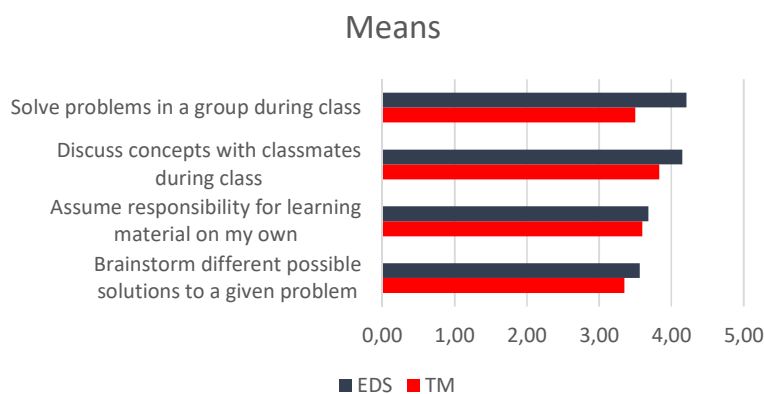 Means
Solve problems in a group during class
Discuss concepts with classmates
during class
Assume responsibility for learning
material on my own
Brainstorm different possible
solutions to a given problem
0,00 1,00 2,00 3,00 4,00 5,00
EDS TM